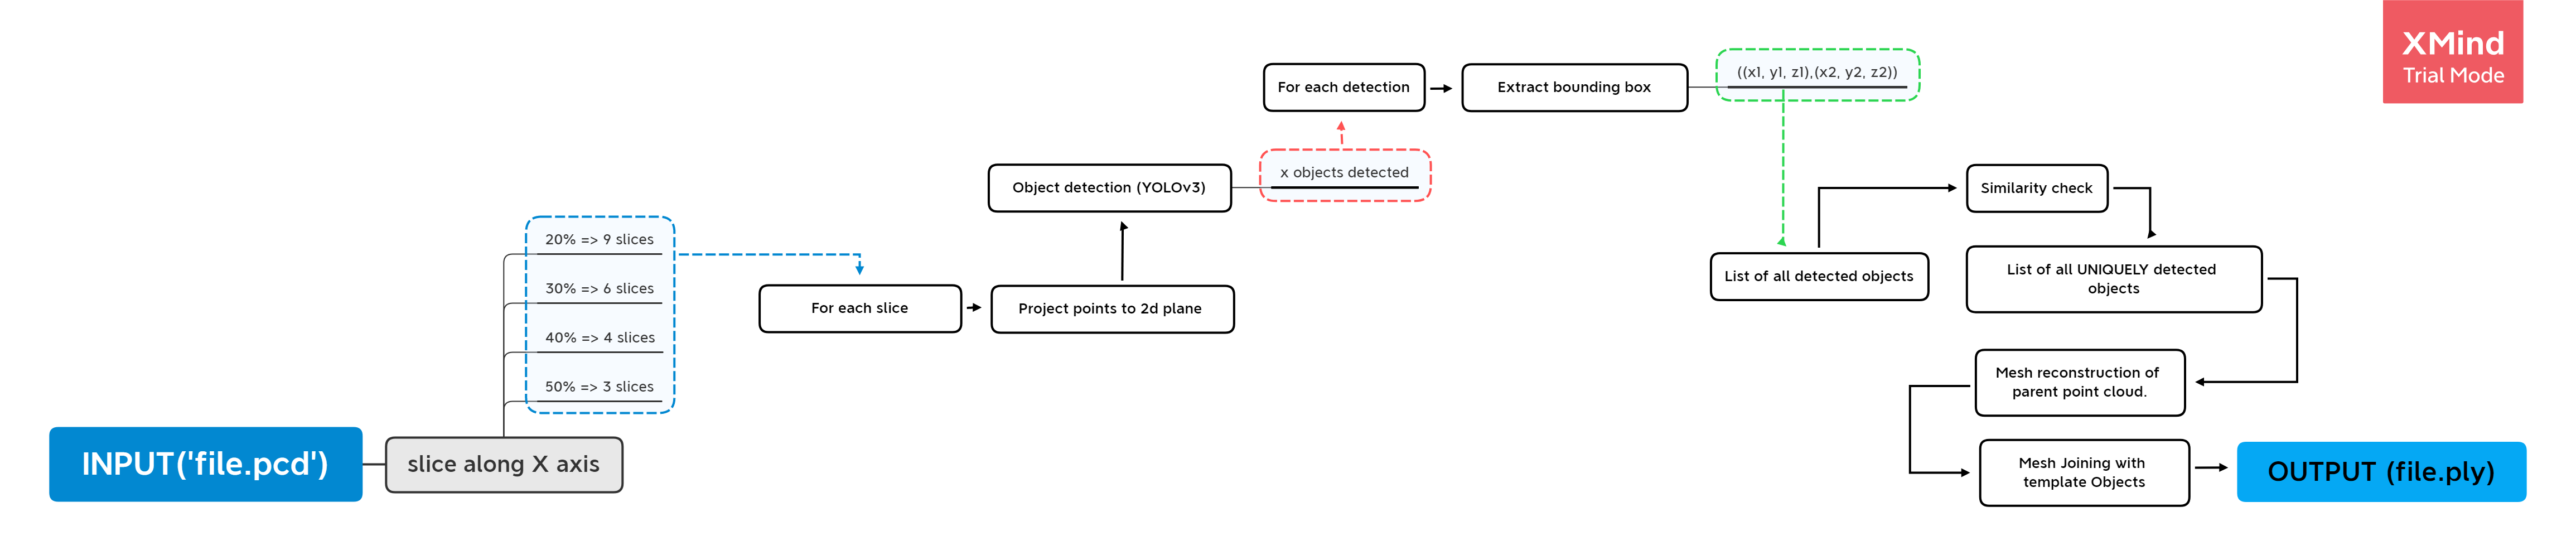 XMind
Trial Mode
((x1, y1, z1),(x2, y2, z2))
For each detection
Extract bounding box
x objects detected
Object detection (YOLOv3)
Similarity check
20% => 9 slices
30% => 6 slices
40% => 4 slices
50% => 3 slices
For each slice
Project points to 2d plane
List of all detected objects
List of all UNIQUELY detected
objects
Mesh reconstruction of
parent point cloud.
INPUT('file.pcd')
slice along X axis
Mesh Joining with
template Objects
OUTPUT (file.ply)